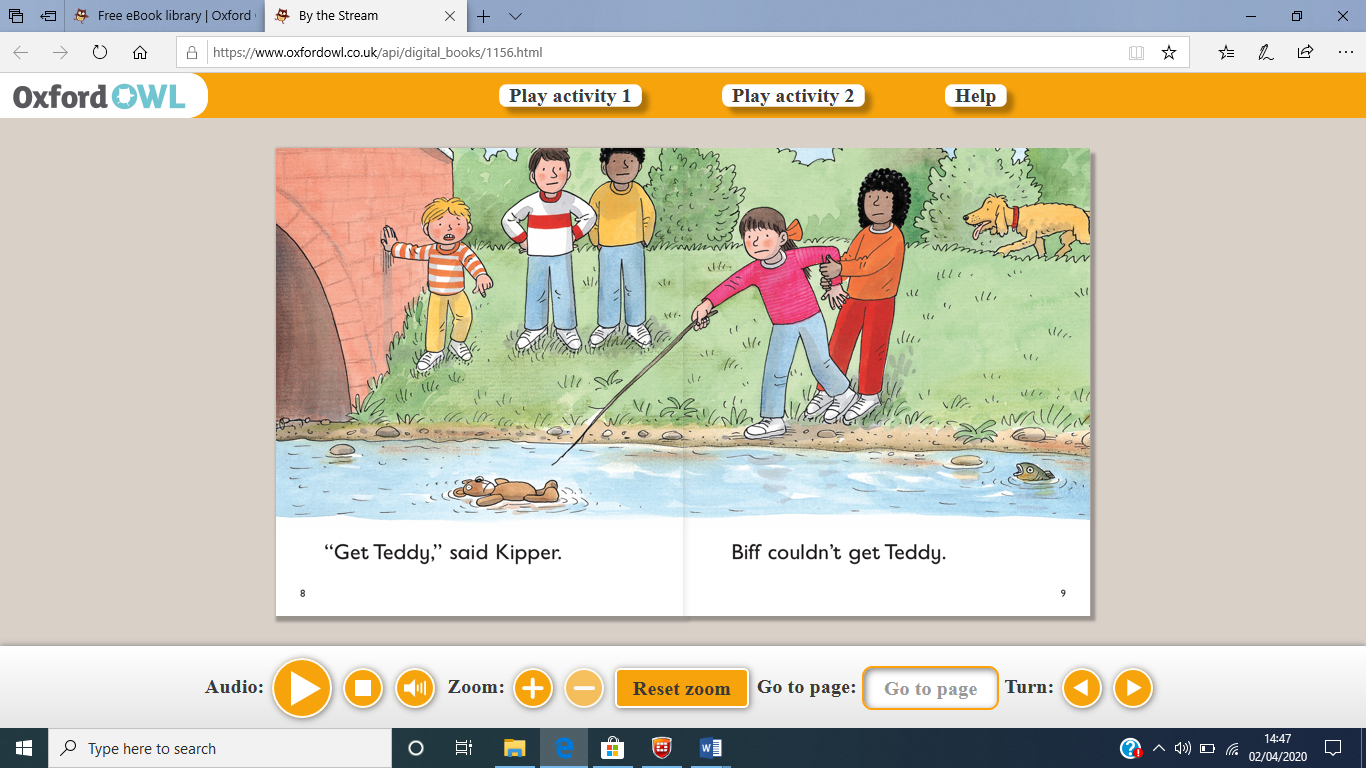 Free eBook library | Oxford
By the Stream
https://www.oxfordowl.co.uk/api/digital_books/1156.html
Oxford OWL
Play activity 1
Play activity 2
Help
“Get Teddy,” said Kipper.
Biff couldn’t get Teddy.
8
9
Audio:
Zoom:
Reset zoom
Go to page:
Go to page
Turn:
Type here to search
14:47
02/04/2020